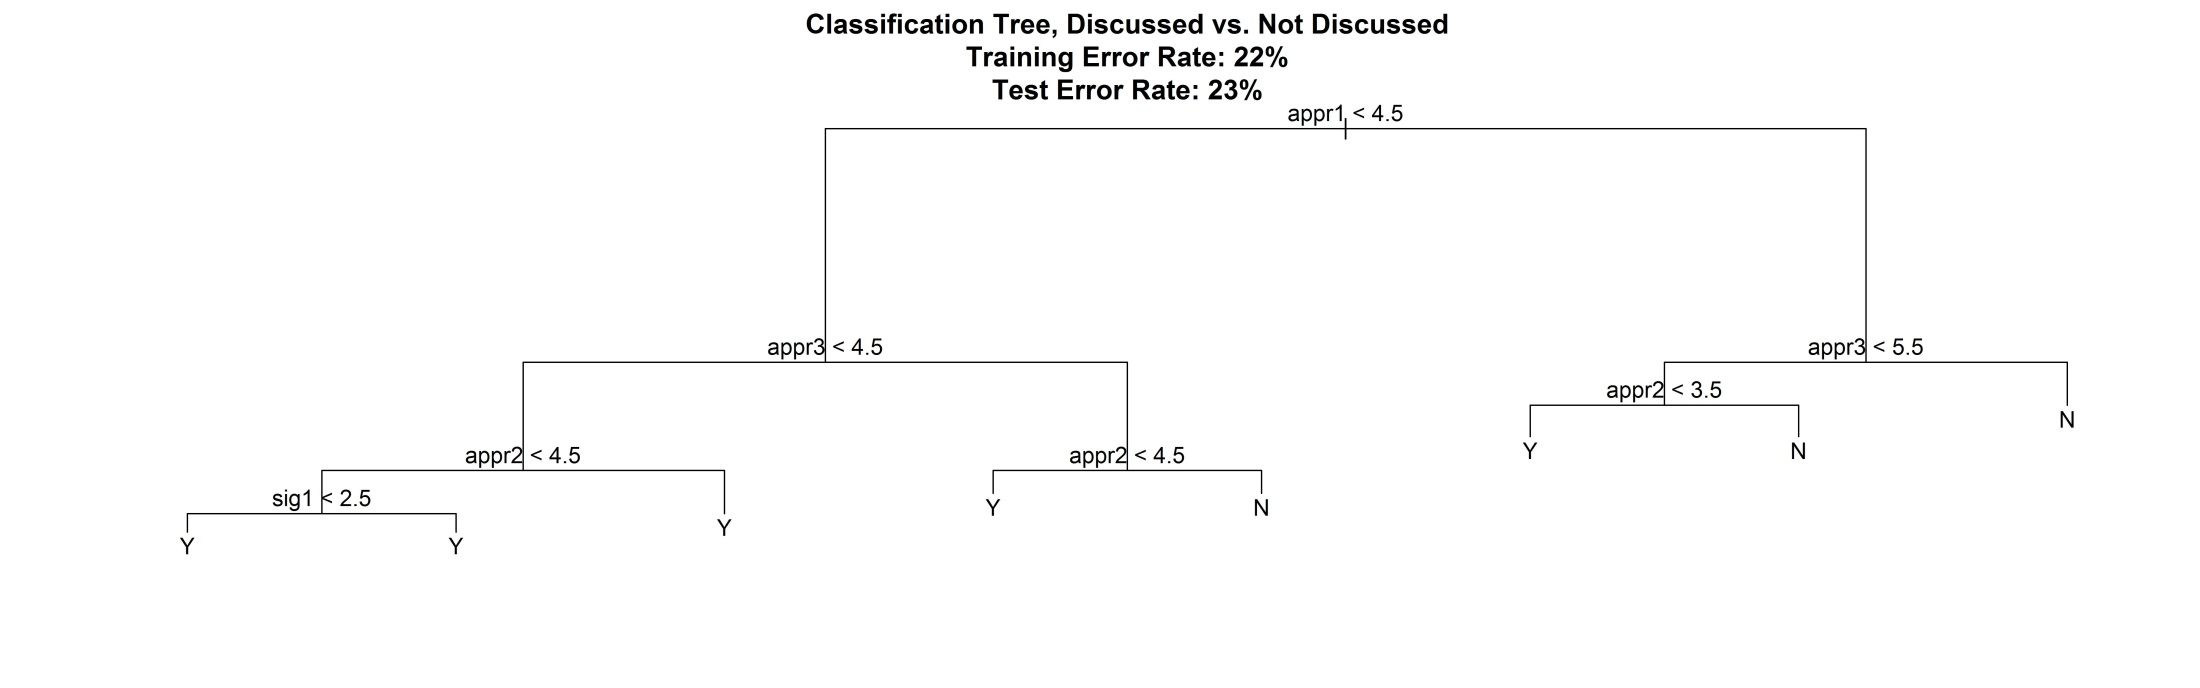 Classification Tree, Discussed vs. Not Discussed
Training Error Rate: 22%
Test Error Rate: 23%
appr1 < 4.5
appr3 < 4.5
appr3 < 5.5
appr2 < 3.5
N
Y
N
appr2 < 4.5
appr2 < 4.5
sig1 < 2.5
Y
N
Y
Y
Y